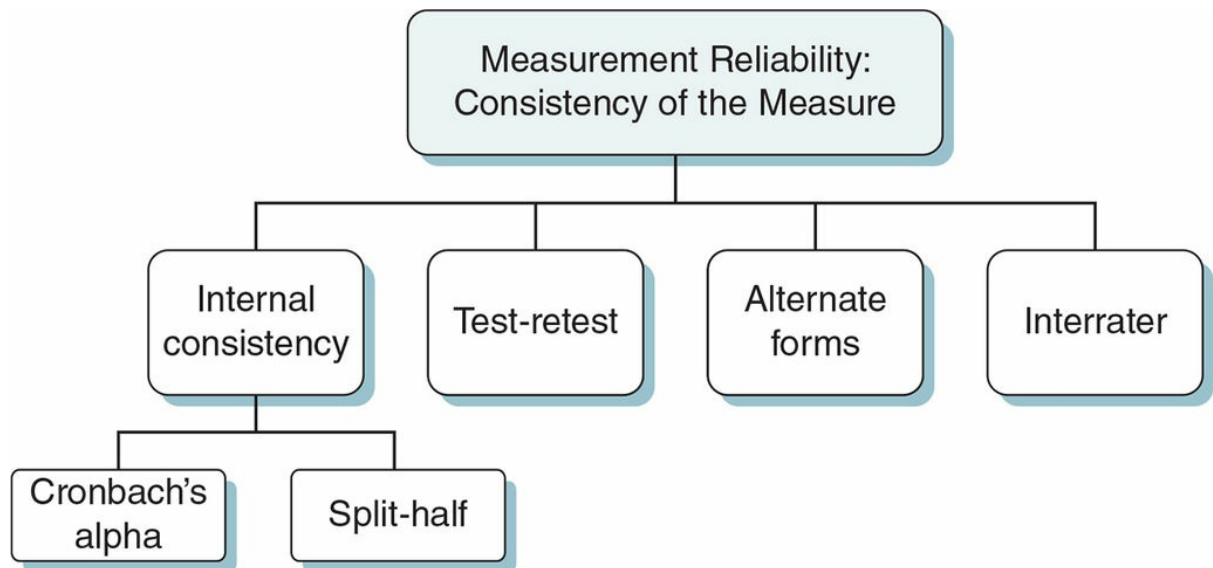 Measurement Reliability:
Consistency of the Measure
Internal
consistency
Test-retest
Alternate
forms
Interrater
Cronbach's
alpha
Split-half